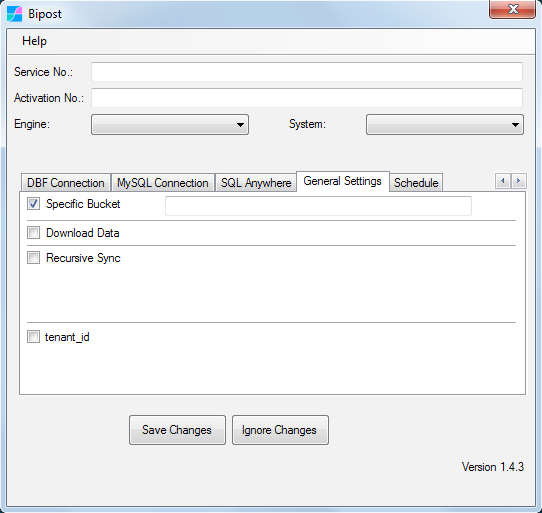 Bipost
Help
Service No.:
Activation No.:
Engine: System:
DBF Connection MySQL Connection SQL Anywhere General Settings Schedule
Specific Bucket
Download Data
Recursive Sync
tenant_id
Save Changes Ignore Changes
Version 1.4.3